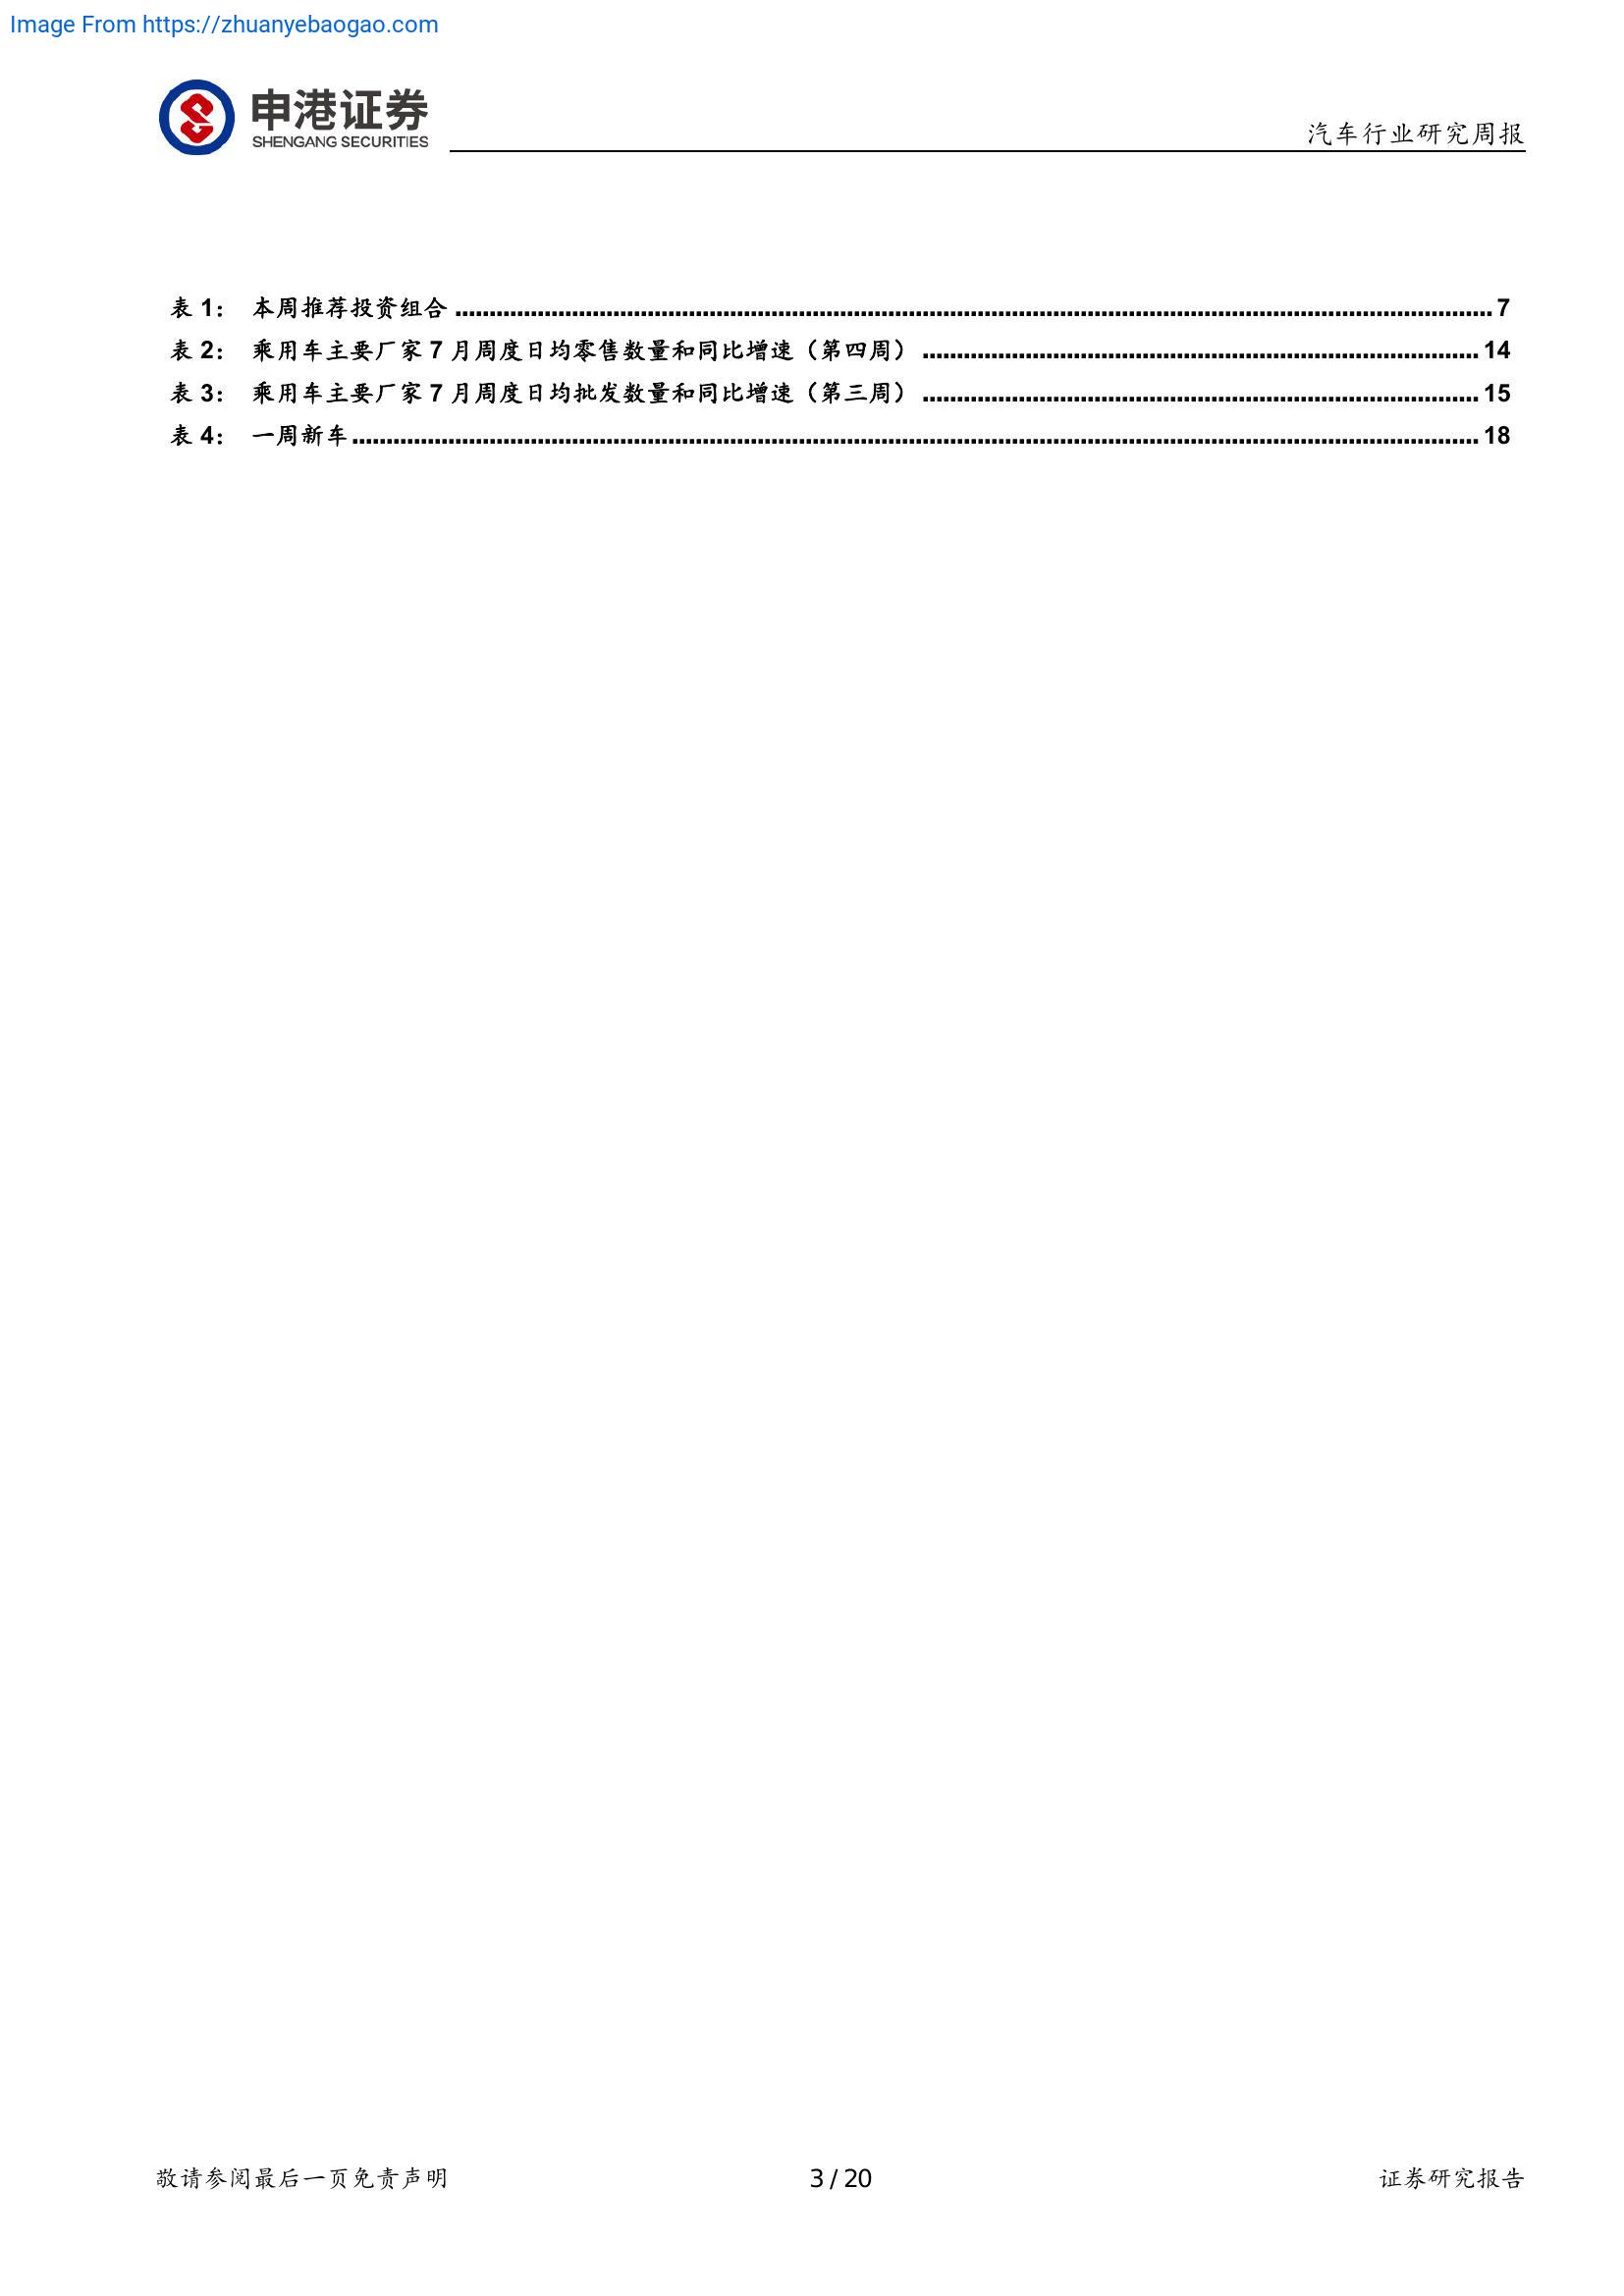 Image From https://zhuanyebaogao.com
申港证券
SHENGANG SECURITIES
汽车行业研究周报
表 1： 本周推荐投资组合 ........................................ 7
表 2： 乘用车主要厂家 7 月周度日均零售数量和同比增速（第四周） ........................................ 14
表 3： 乘用车主要厂家 7 月周度日均批发数量和同比增速（第三周） ........................................ 15
表 4： 一周新车 ........................................ 18
敬请参阅最后一页免责声明
3 / 20
证券研究报告